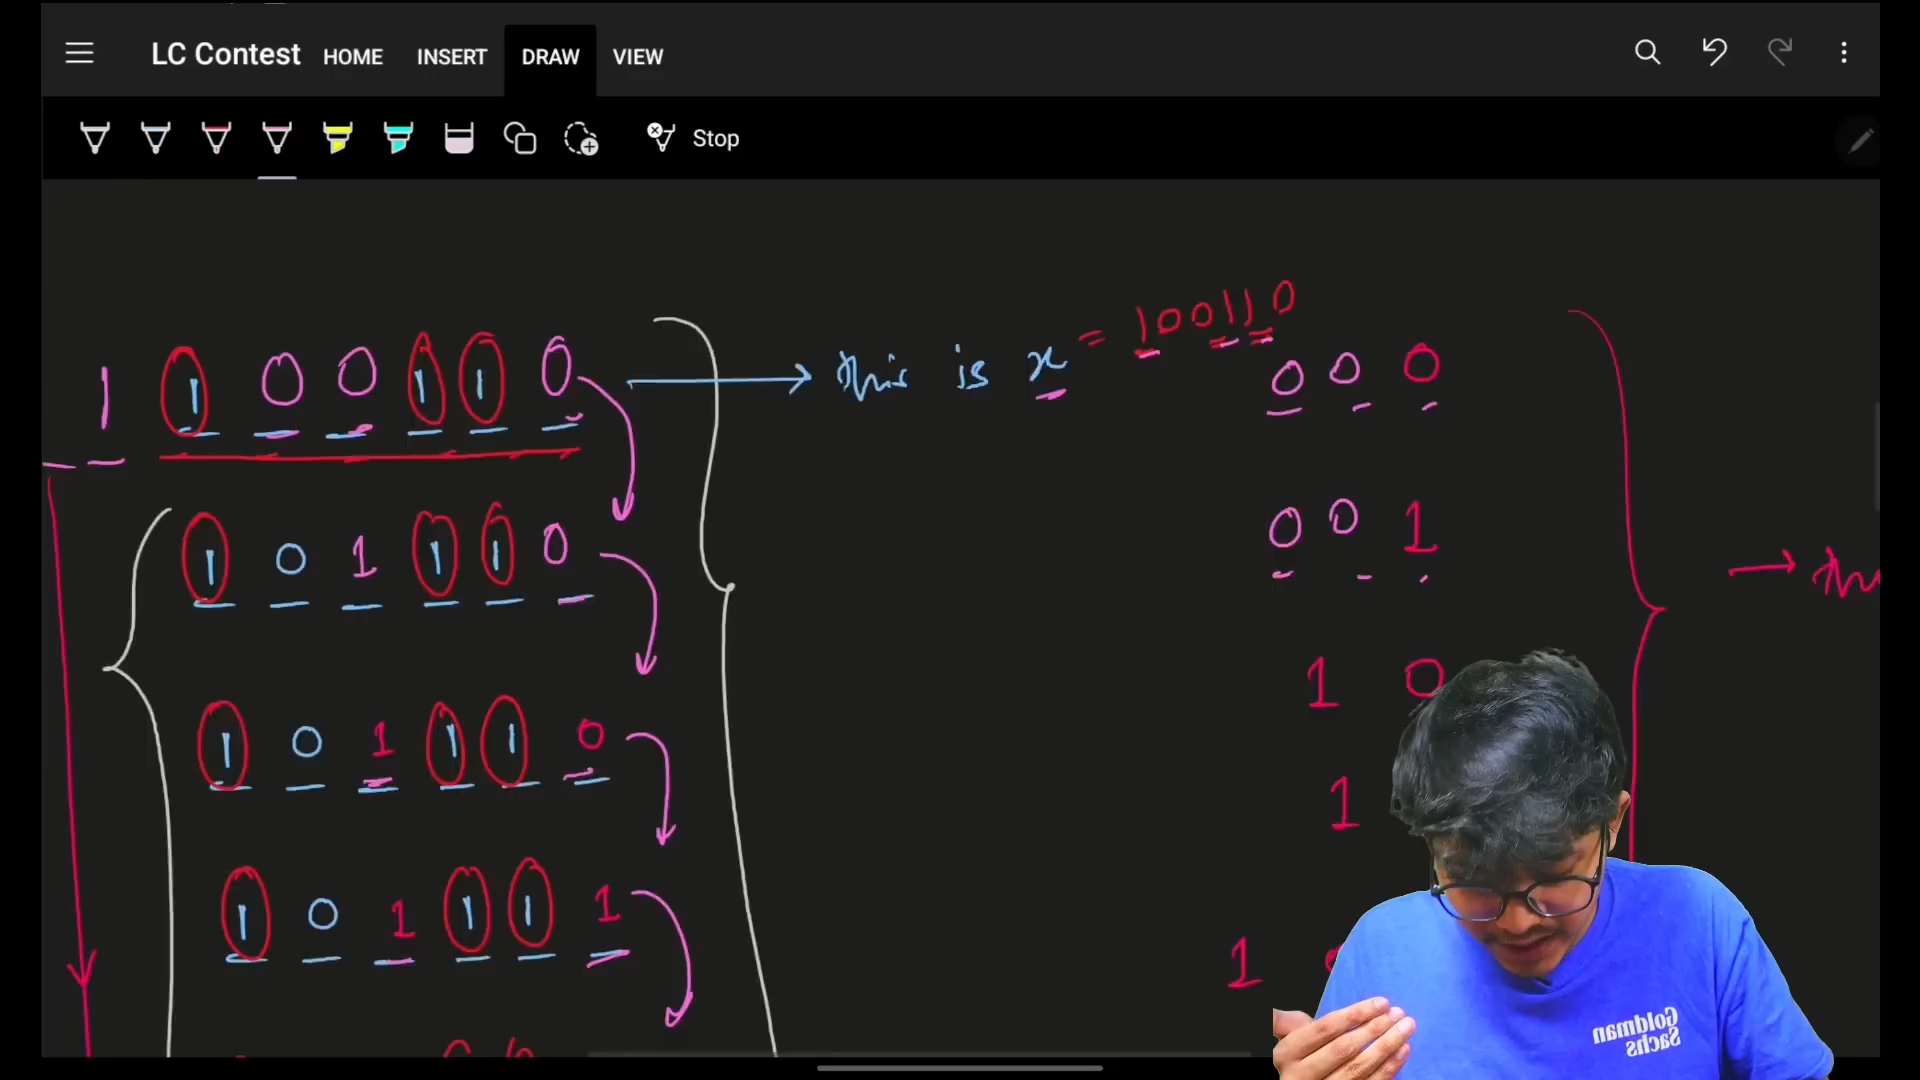 LC Contest HOME INSERT DRAW VIEW
Stop
1 1 0 0 1 1 0 → this is x = 100110
0 0 0
1 0 1 1 1 0
0 0 1
→
1 0 1 1 1 0
1 0
1
1 0 1 1 1 1
1
Goldman
Sachs